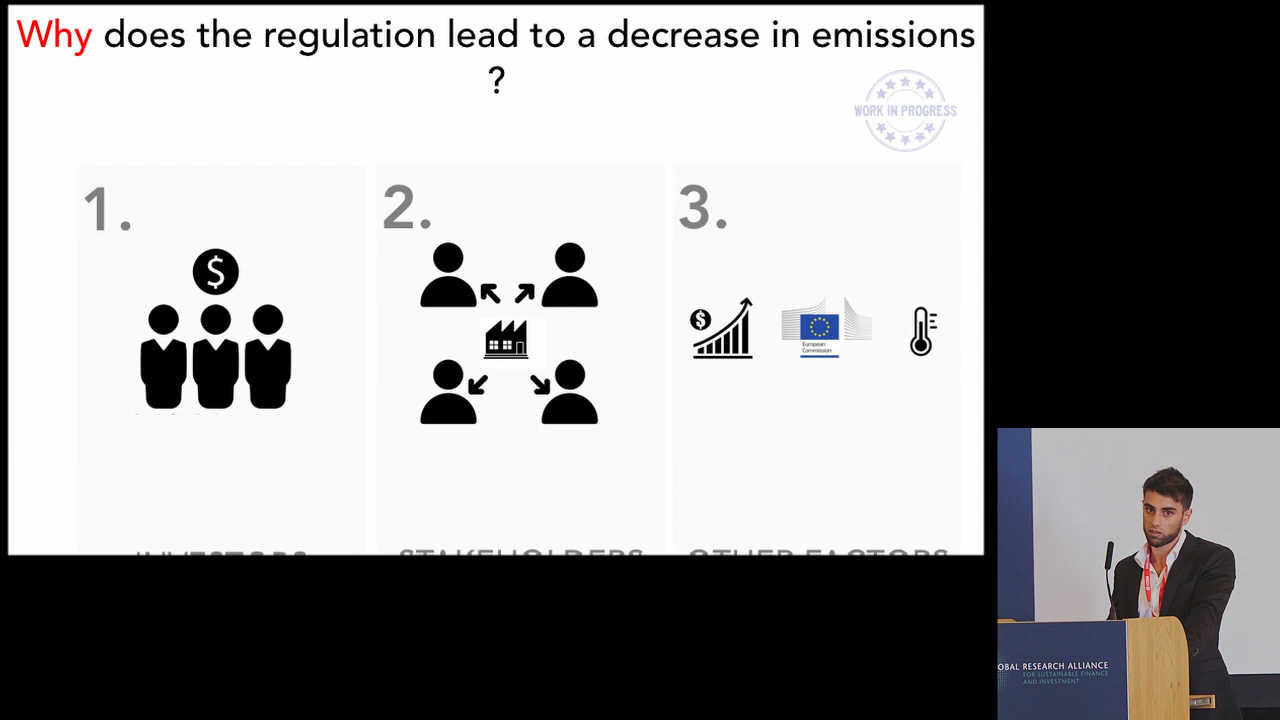 Why does the regulation lead to a decrease in emissions
?
WORK IN PROGRESS
1.
2.
3.
$
$
European
Commission
INVESTORS
STAKEHOLDERS
OTHER FACTORS
OBAL RESEARCH ALLIANCE
FOR SUSTAINABLE FINANCE
AND INVESTMENT